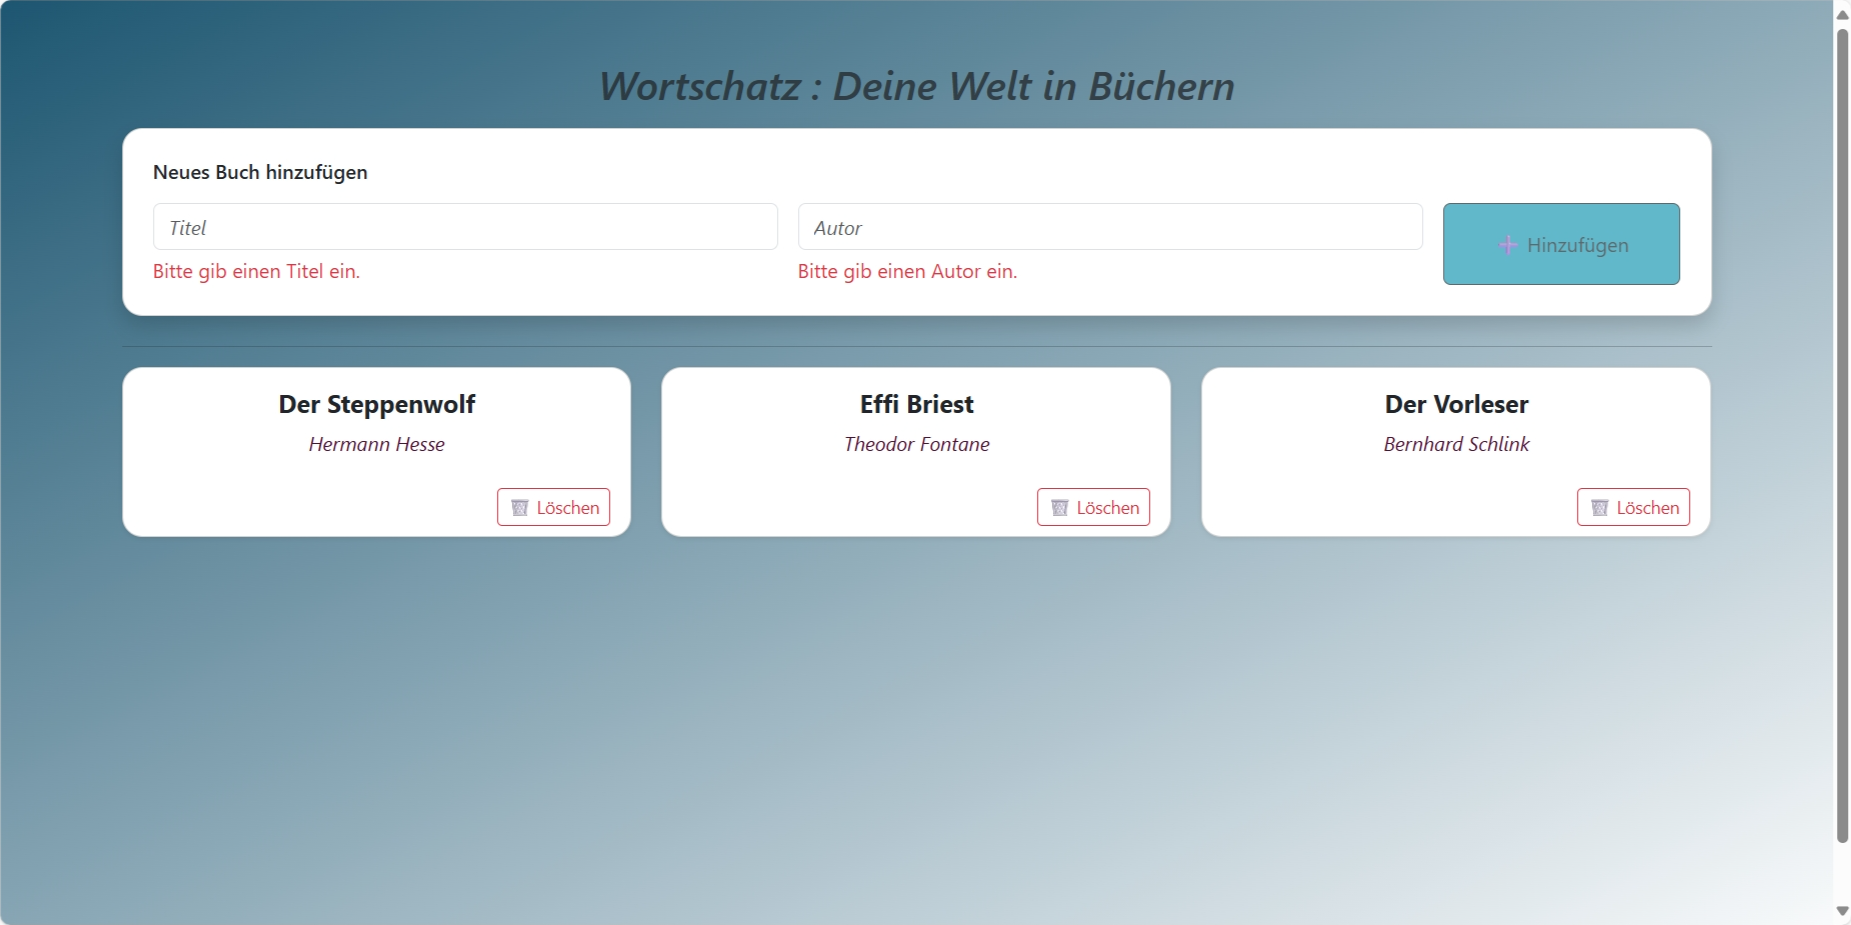 Wortschatz : Deine Welt in Büchern
Neues Buch hinzufügen
Titel
Autor
Hinzufügen
Bitte gib einen Titel ein.
Bitte gib einen Autor ein.
Der Steppenwolf
Hermann Hesse
Löschen
Effi Briest
Theodor Fontane
Löschen
Der Vorleser
Bernhard Schlink
Löschen